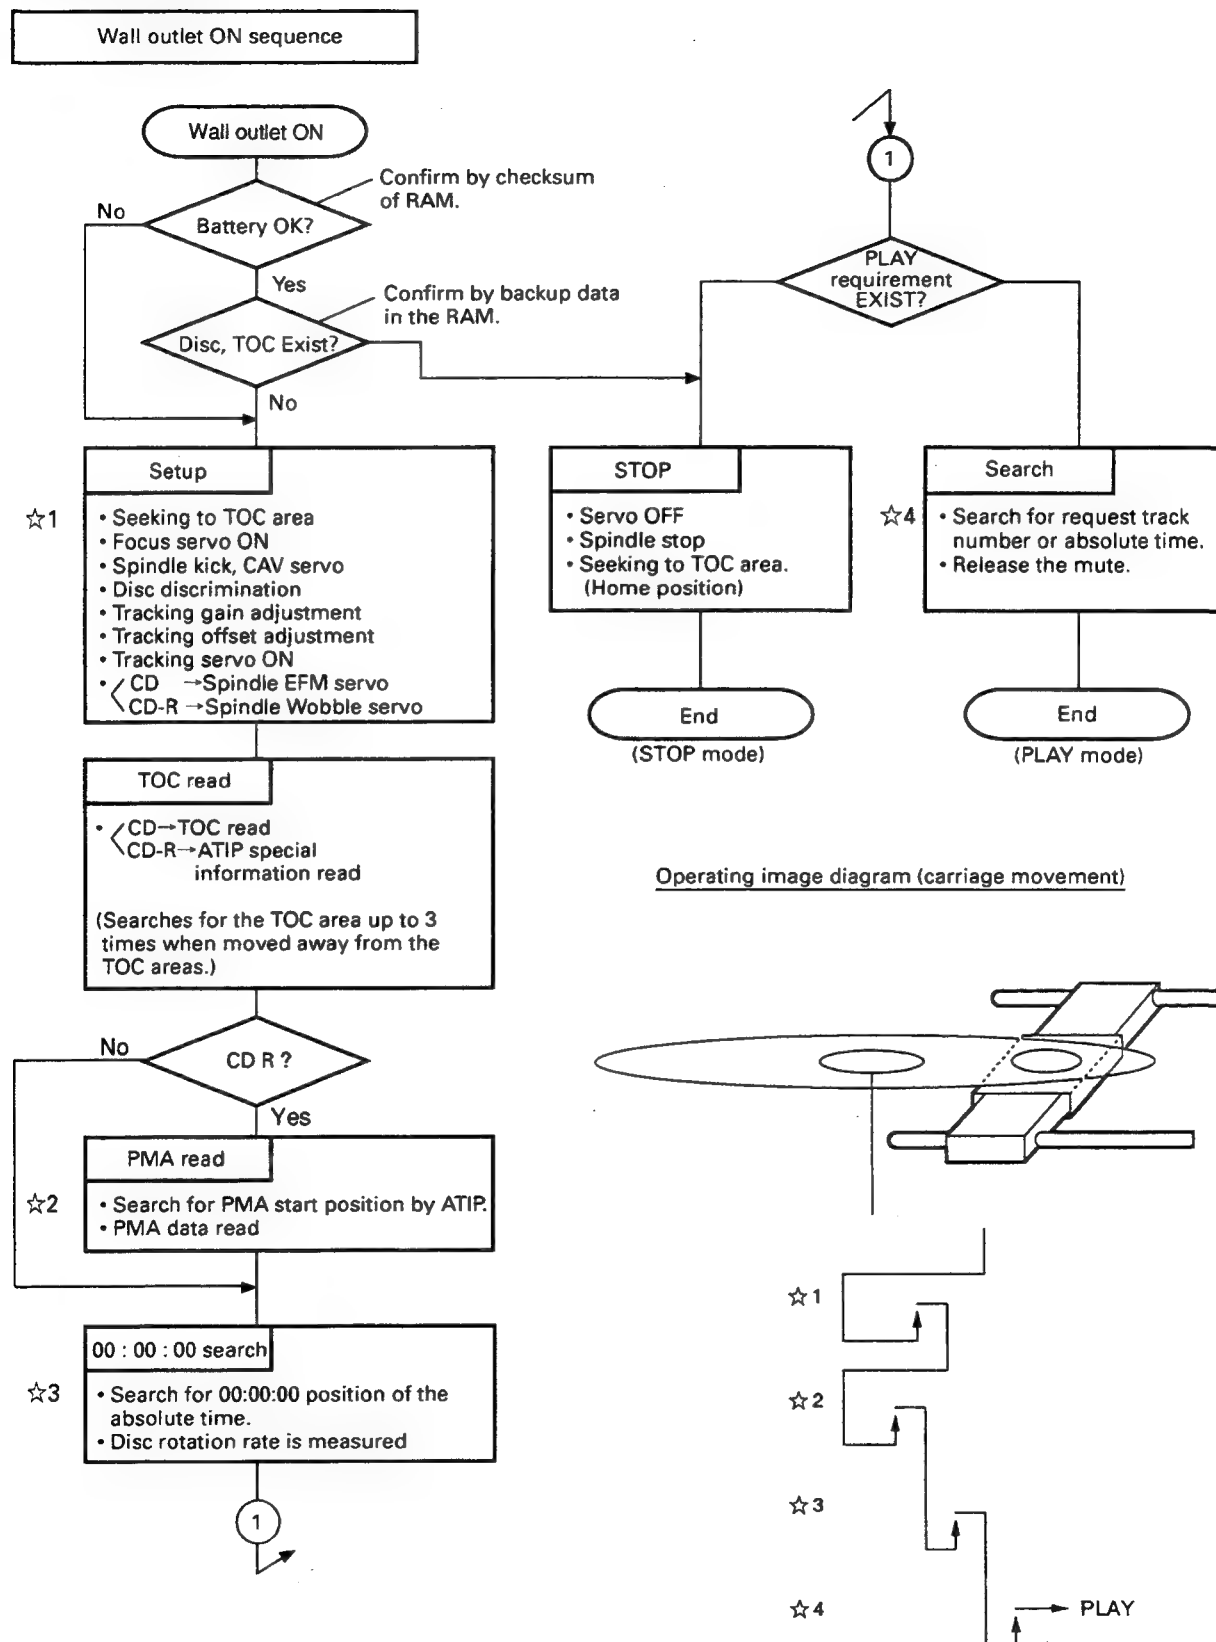 Wall outlet ON sequence
Wall outlet ON
Confirm by checksum
of RAM.
No
Battery OK?
Yes
Confirm by backup data
in the RAM.
Disc, TOC Exist?
No
Setup
☆1
• Seeking to TOC area
• Focus servo ON
• Spindle kick, CAV servo
• Disc discrimination
• Tracking gain adjustment
• Tracking offset adjustment
• Tracking servo ON
• CD →Spindle EFM servo
CD-R →Spindle Wobble servo
TOC read
• CD→TOC read
CD-R→ATIP special
information read
(Searches for the TOC area up to 3
times when moved away from the
TOC areas.)
No
CD R ?
Yes
PMA read
☆2
• Search for PMA start position by ATIP.
• PMA data read
00 : 00 : 00 search
☆3
• Search for 00:00:00 position of the
absolute time.
• Disc rotation rate is measured
1
1
PLAY
requirement
EXIST?
STOP
• Servo OFF
• Spindle stop
• Seeking to TOC area.
(Home position)
End
(STOP mode)
Search
☆4
• Search for request track
number or absolute time.
• Release the mute.
End
(PLAY mode)
Operating image diagram (carriage movement)
☆1
☆2
☆3
☆4
PLAY